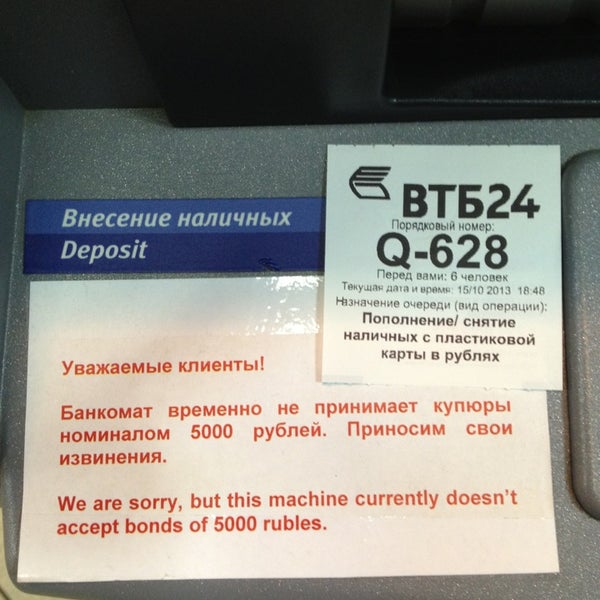 Внесение наличных
Deposit
ВТБ24
Порядковый номер:
Q-628
Перед вами: 6 человек
Текущая дата и время: 15/10 2013 18:48
Назначение очереди (вид операции):
Пополнение/ снятие
наличных с пластиковой
карты в рублях
Уважаемые клиенты!
Банкомат временно не принимает купюры
номиналом 5000 рублей. Приносим свои
извинения.
We are sorry, but this machine currently doesn't
accept bonds of 5000 rubles.